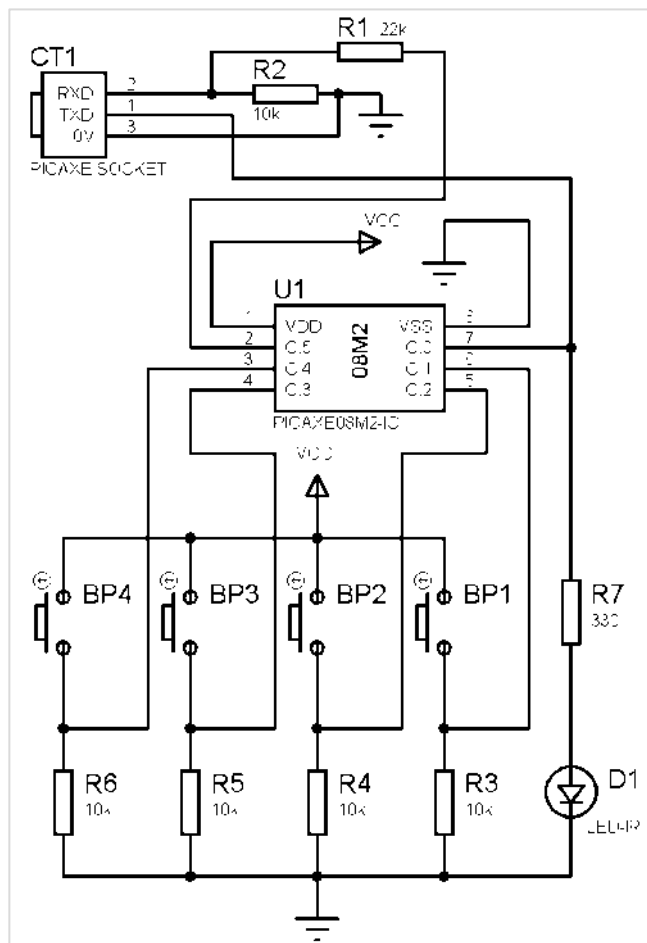 R1 22k
CT1
R2
10k
RXD 2
TXD 1
0V 3
PICAXE SOCKET
VCC
U1
1 VDD VSS 8
2 C.5 C.0 7
3 C.4 C.1 6
4 C.3 C.2 5
08M2
PICAXE08M2-IC
VCC
BP4 BP3 BP2 BP1
R7
330
R6 R5 R4 R3 D1
10k 10k 10k 10k
LED-IR